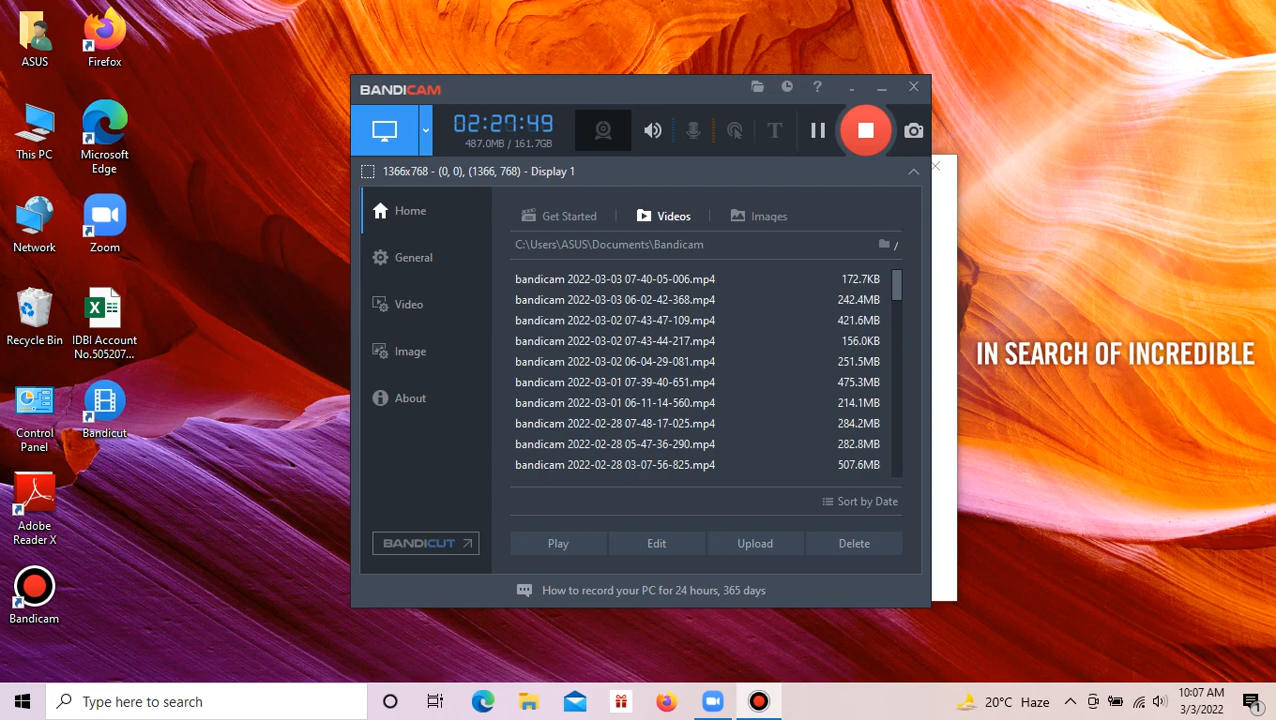 ASUS
Firefox
This PC
Microsoft
Edge
Network
Zoom
Recycle Bin
IDBI Account
No.505207...
Control
Panel
Bandicut
Adobe
Reader X
Bandicam
BANDICAM
02:27:49
487.0MB / 161.7GB
1366x768 - (0, 0), (1366, 768) - Display 1
Home
General
Video
Image
About
BANDICUT
Get Started
Videos
Images
C:\Users\ASUS\Documents\Bandicam
bandicam 2022-03-03 07-40-05-006.mp4 172.7KB
bandicam 2022-03-03 06-02-42-368.mp4 242.4MB
bandicam 2022-03-02 07-43-47-109.mp4 421.6MB
bandicam 2022-03-02 07-43-44-217.mp4 156.0KB
bandicam 2022-03-02 06-04-29-081.mp4 251.5MB
bandicam 2022-03-01 07-39-40-651.mp4 475.3MB
bandicam 2022-03-01 06-11-14-560.mp4 214.1MB
bandicam 2022-02-28 07-48-17-025.mp4 284.2MB
bandicam 2022-02-28 05-47-36-290.mp4 282.8MB
bandicam 2022-02-28 03-07-56-825.mp4 507.6MB
Sort by Date
Play Edit Upload Delete
How to record your PC for 24 hours, 365 days
IN SEARCH OF INCREDIBLE
Type here to search
20°C Haze
10:07 AM
3/3/2022
1